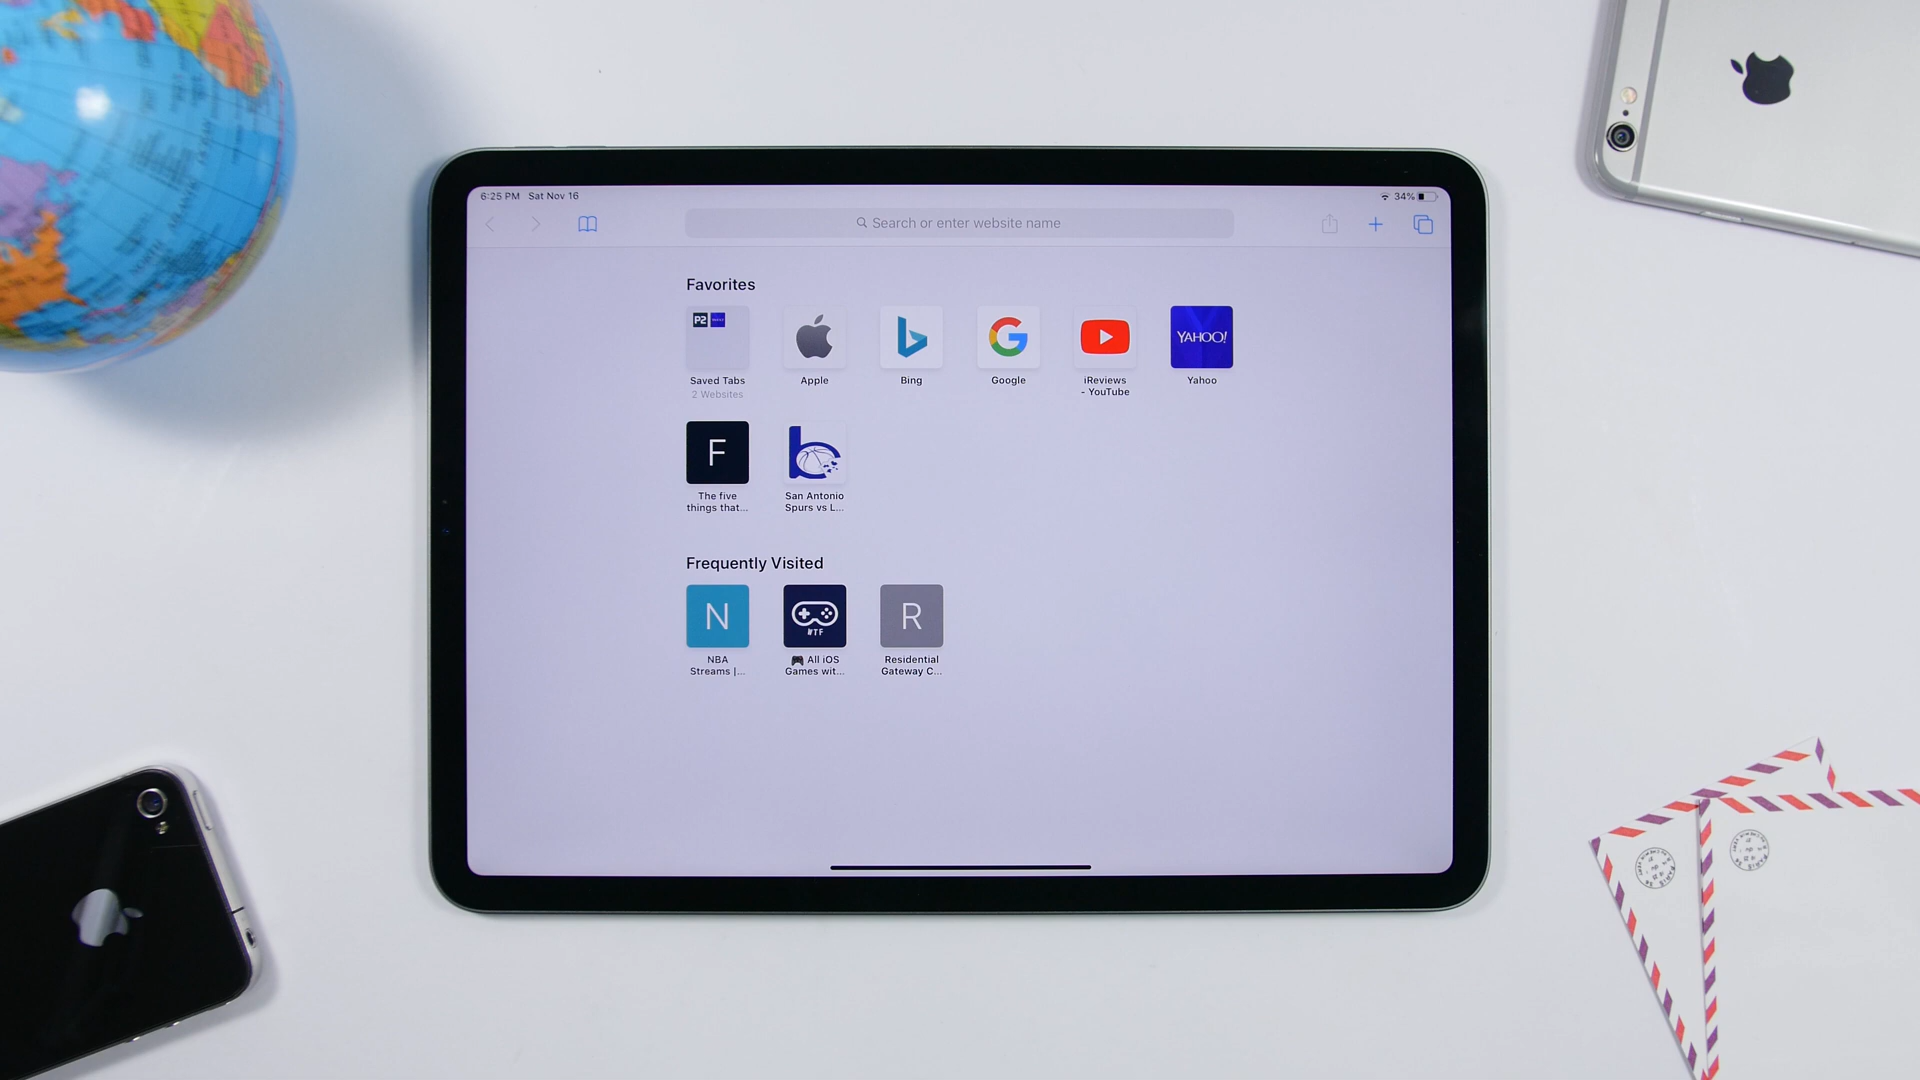 6:25 PM Sat Nov 16
34%
Search or enter website name
Favorites
P2
Saved Tabs
2 Websites
Apple
Bing
Google
iReviews
- YouTube
YAHOO!
Yahoo
F
The five
things that...
San Antonio
Spurs vs L...
Frequently Visited
N
NBA
Streams |...
WTF
🎮 All iOS
Games wit...
R
Residential
Gateway C...